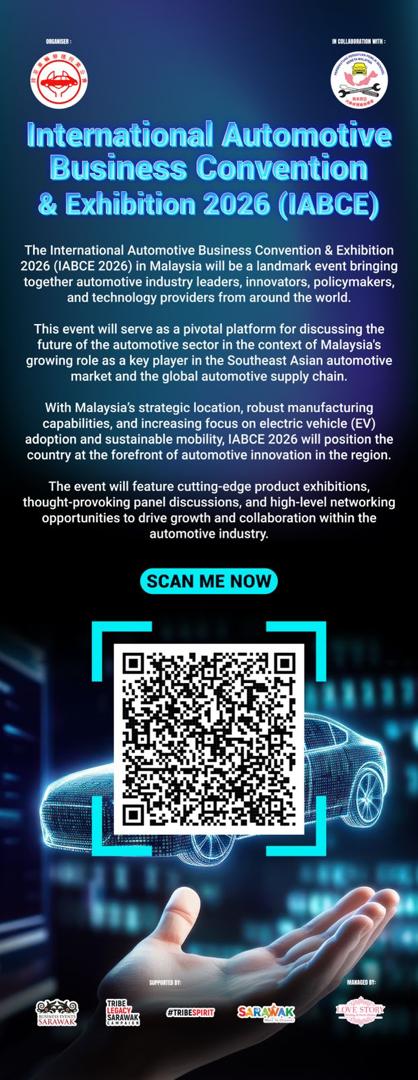 ORGANISER :
IN COLLABORATION WITH :
International Automotive
Business Convention
& Exhibition 2026 (IABCE)
The International Automotive Business Convention & Exhibition
2026 (IABCE 2026) in Malaysia will be a landmark event bringing
together automotive industry leaders, innovators, policymakers,
and technology providers from around the world.
This event will serve as a pivotal platform for discussing the
future of the automotive sector in the context of Malaysia's
growing role as a key player in the Southeast Asian automotive
market and the global automotive supply chain.
With Malaysia's strategic location, robust manufacturing
capabilities, and increasing focus on electric vehicle (EV)
adoption and sustainable mobility, IABCE 2026 will position the
country at the forefront of automotive innovation in the region.
The event will feature cutting-edge product exhibitions,
thought-provoking panel discussions, and high-level networking
opportunities to drive growth and collaboration within the
automotive industry.
SCAN ME NOW
SUPPORTED BY:
MANAGED BY:
BUSINESS EVENTS
SARAWAK
TRIBE
LEGACY
SARAWAK
CAMPAIGN
#TRIBESPIRIT
SARAWAK
LOVE STORY